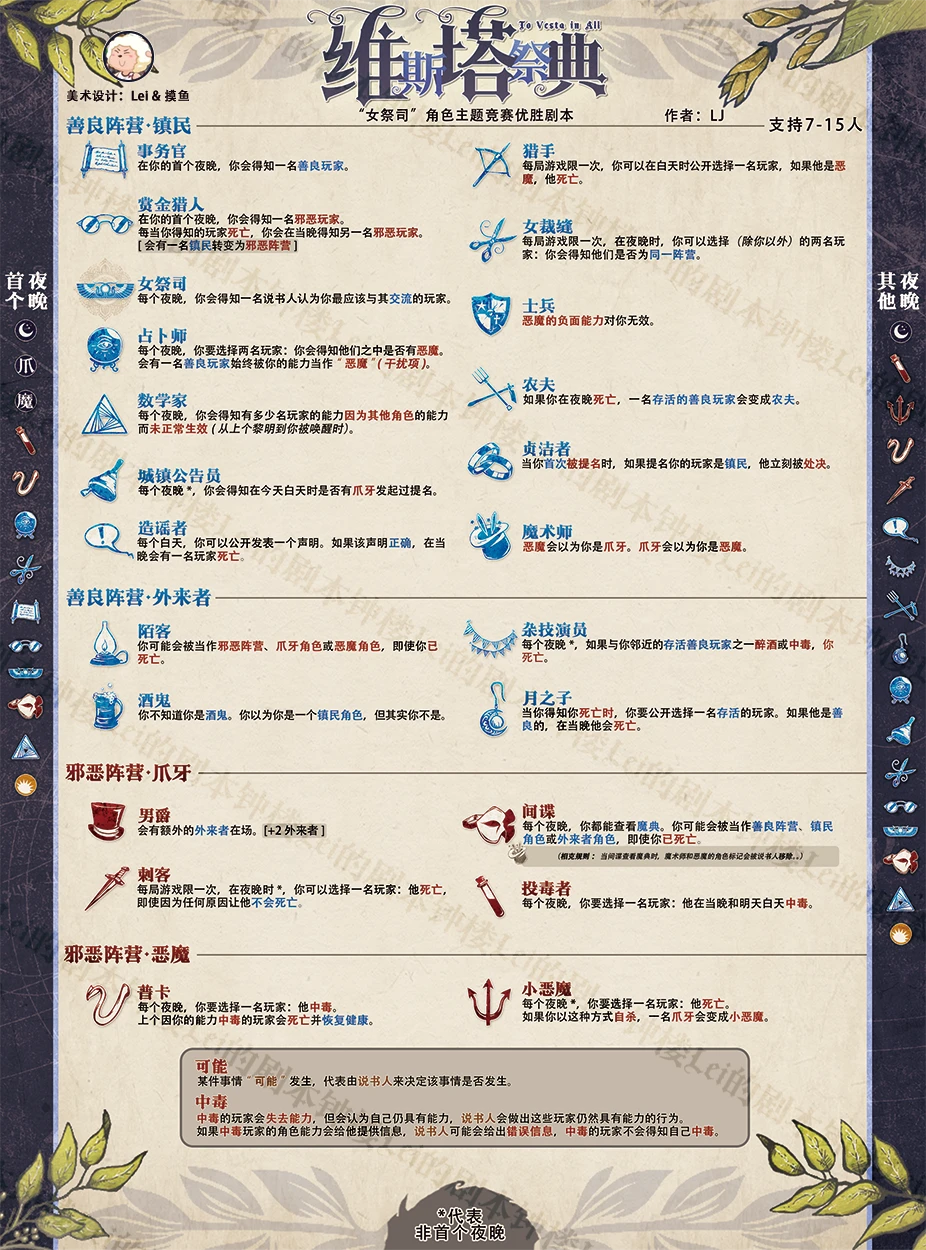 维斯塔祭典
To Vesta in All
美术设计：Lei & 摸鱼
“女祭司”角色主题竞赛优胜剧本
作者：LJ
支持7-15人
善良阵营·镇民
事务官
在你的首个夜晚，你会得知一名善良玩家。
赏金猎人
在你的首个夜晚，你会得知一名邪恶玩家。
每当你得知的玩家死亡，你会在当晚得知另一名邪恶玩家。
[ 会有一名镇民转变为邪恶阵营 ]
女祭司
每个夜晚，你会得知一名说书人认为你最应该与其交流的玩家。
占卜师
每个夜晚，你要选择两名玩家：你会得知他们之中是否有恶魔。
会有一名善良玩家始终被你的能力当作“恶魔”( 干扰项 )。
数学家
每个夜晚，你会得知有多少名玩家的能力因为其他角色的能力
而未正常生效 ( 从上个黎明到你被唤醒时)。
城镇公告员
每个夜晚*，你会得知在今天白天时是否有爪牙发起过提名。
造谣者
每个白天，你可以公开发表一个声明。如果该声明正确，在当
晚会有一名玩家死亡。
猎手
每局游戏限一次，你可以在白天时公开选择一名玩家，如果他是恶
魔，他死亡。
女裁缝
每局游戏限一次，在夜晚时，你可以选择（除你以外）的两名玩
家：你会得知他们是否为同一阵营。
士兵
恶魔的负面能力对你无效。
农夫
如果你在夜晚死亡，一名存活的善良玩家会变成农夫。
贞洁者
当你首次被提名时，如果提名你的玩家是镇民，他立刻被处决。
魔术师
恶魔会以为你是爪牙。爪牙会以为你是恶魔。
善良阵营·外来者
陌客
你可能会被当作邪恶阵营、爪牙角色或恶魔角色，即使你已
死亡。
酒鬼
你不知道你是酒鬼。你以为你是一个镇民角色，但其实你不是。
杂技演员
每个夜晚*，如果与你邻近的存活善良玩家之一醉酒或中毒，你
死亡。
月之子
当你得知你死亡时，你要公开选择一名存活的玩家。如果他是善
良的，在当晚他会死亡。
邪恶阵营·爪牙
男爵
会有额外的外来者在场。[+2 外来者 ]
刺客
每局游戏限一次，在夜晚时*，你可以选择一名玩家：他死亡，
即使因为任何原因让他不会死亡。
间谍
每个夜晚，你都能查看魔典。你可能会被当作善良阵营、镇民
角色或外来者角色，即使你已死亡。
（相克规则： 当间谍查看魔典时，魔术师和恶魔的角色标记会被说书人移除。）
投毒者
每个夜晚，你要选择一名玩家：他在当晚和明天白天中毒。
邪恶阵营·恶魔
普卡
每个夜晚，你要选择一名玩家：他中毒。
上个因你的能力中毒的玩家会死亡并恢复健康。
小恶魔
每个夜晚*，你要选择一名玩家：他死亡。
如果你以这种方式自杀，一名爪牙会变成小恶魔。
可能
某件事情“可能”发生，代表由说书人来决定该事情是否发生。
中毒
中毒的玩家会失去能力，但会认为自己仍具有能力，说书人会做出这些玩家仍然具有能力的行为。
如果中毒玩家的角色能力会给他提供信息，说书人可能会给出错误信息，中毒的玩家不会得知自己中毒。
*代表
非首个夜晚
首个夜晚
爪
魔
其他夜晚